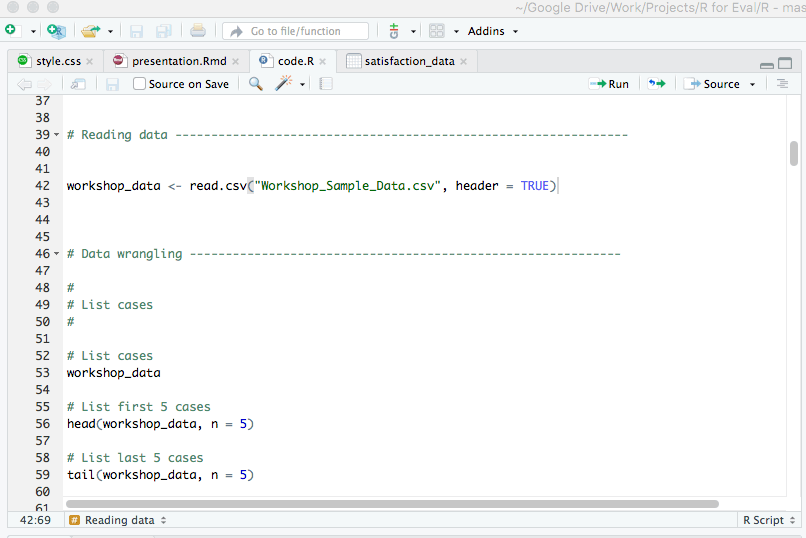 ~/Google Drive/Work/Projects/R for Eval/R - mas
Go to file/function
Addins
style.css
presentation.Rmd
code.R
satisfaction_data
Source on Save
Run
Source
37
38
39 # Reading data ---------------------------------------------------------------
40
41
42 workshop_data <- read.csv("Workshop_Sample_Data.csv", header = TRUE)
43
44
45
46 # Data wrangling ------------------------------------------------------------
47
48 #
49 # List cases
50 #
51
52 # List cases
53 workshop_data
54
55 # List first 5 cases
56 head(workshop_data, n = 5)
57
58 # List last 5 cases
59 tail(workshop_data, n = 5)
60
61
42:69
# Reading data
R Script